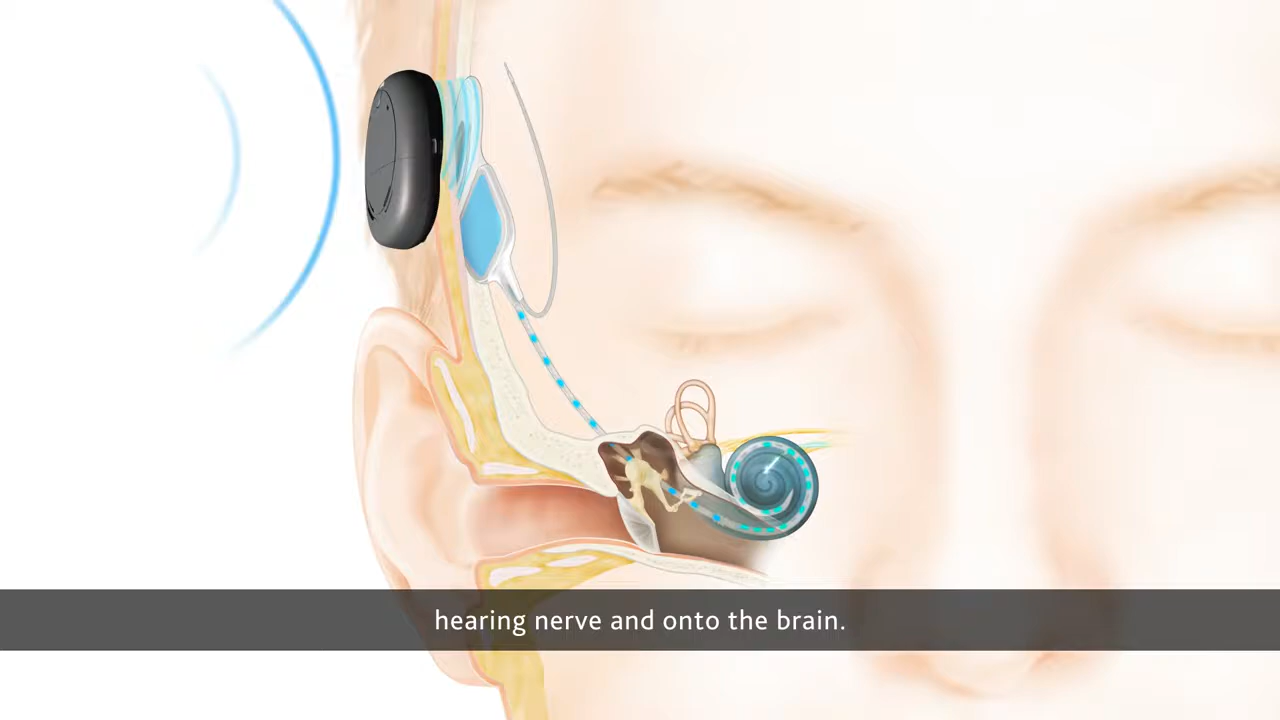 hearing nerve and onto the brain.